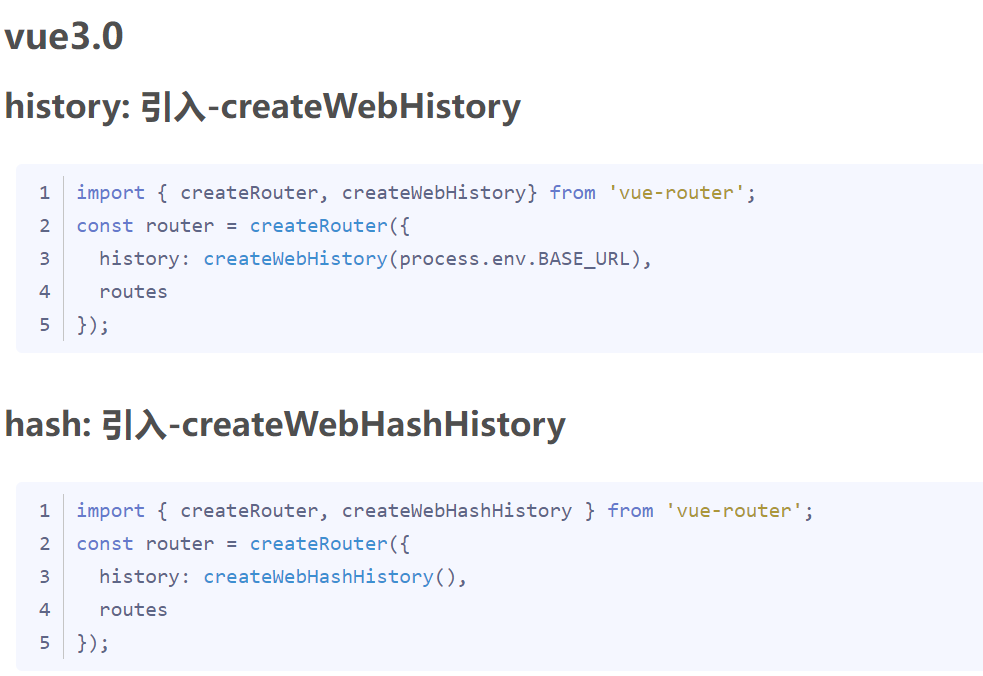 vue3.0
history: 引入-createWebHistory
1 import { createRouter, createWebHistory} from 'vue-router';
2 const router = createRouter({
3   history: createWebHistory(process.env.BASE_URL),
4   routes
5 });
hash: 引入-createWebHashHistory
1 import { createRouter, createWebHashHistory } from 'vue-router';
2 const router = createRouter({
3   history: createWebHashHistory(),
4   routes
5 });